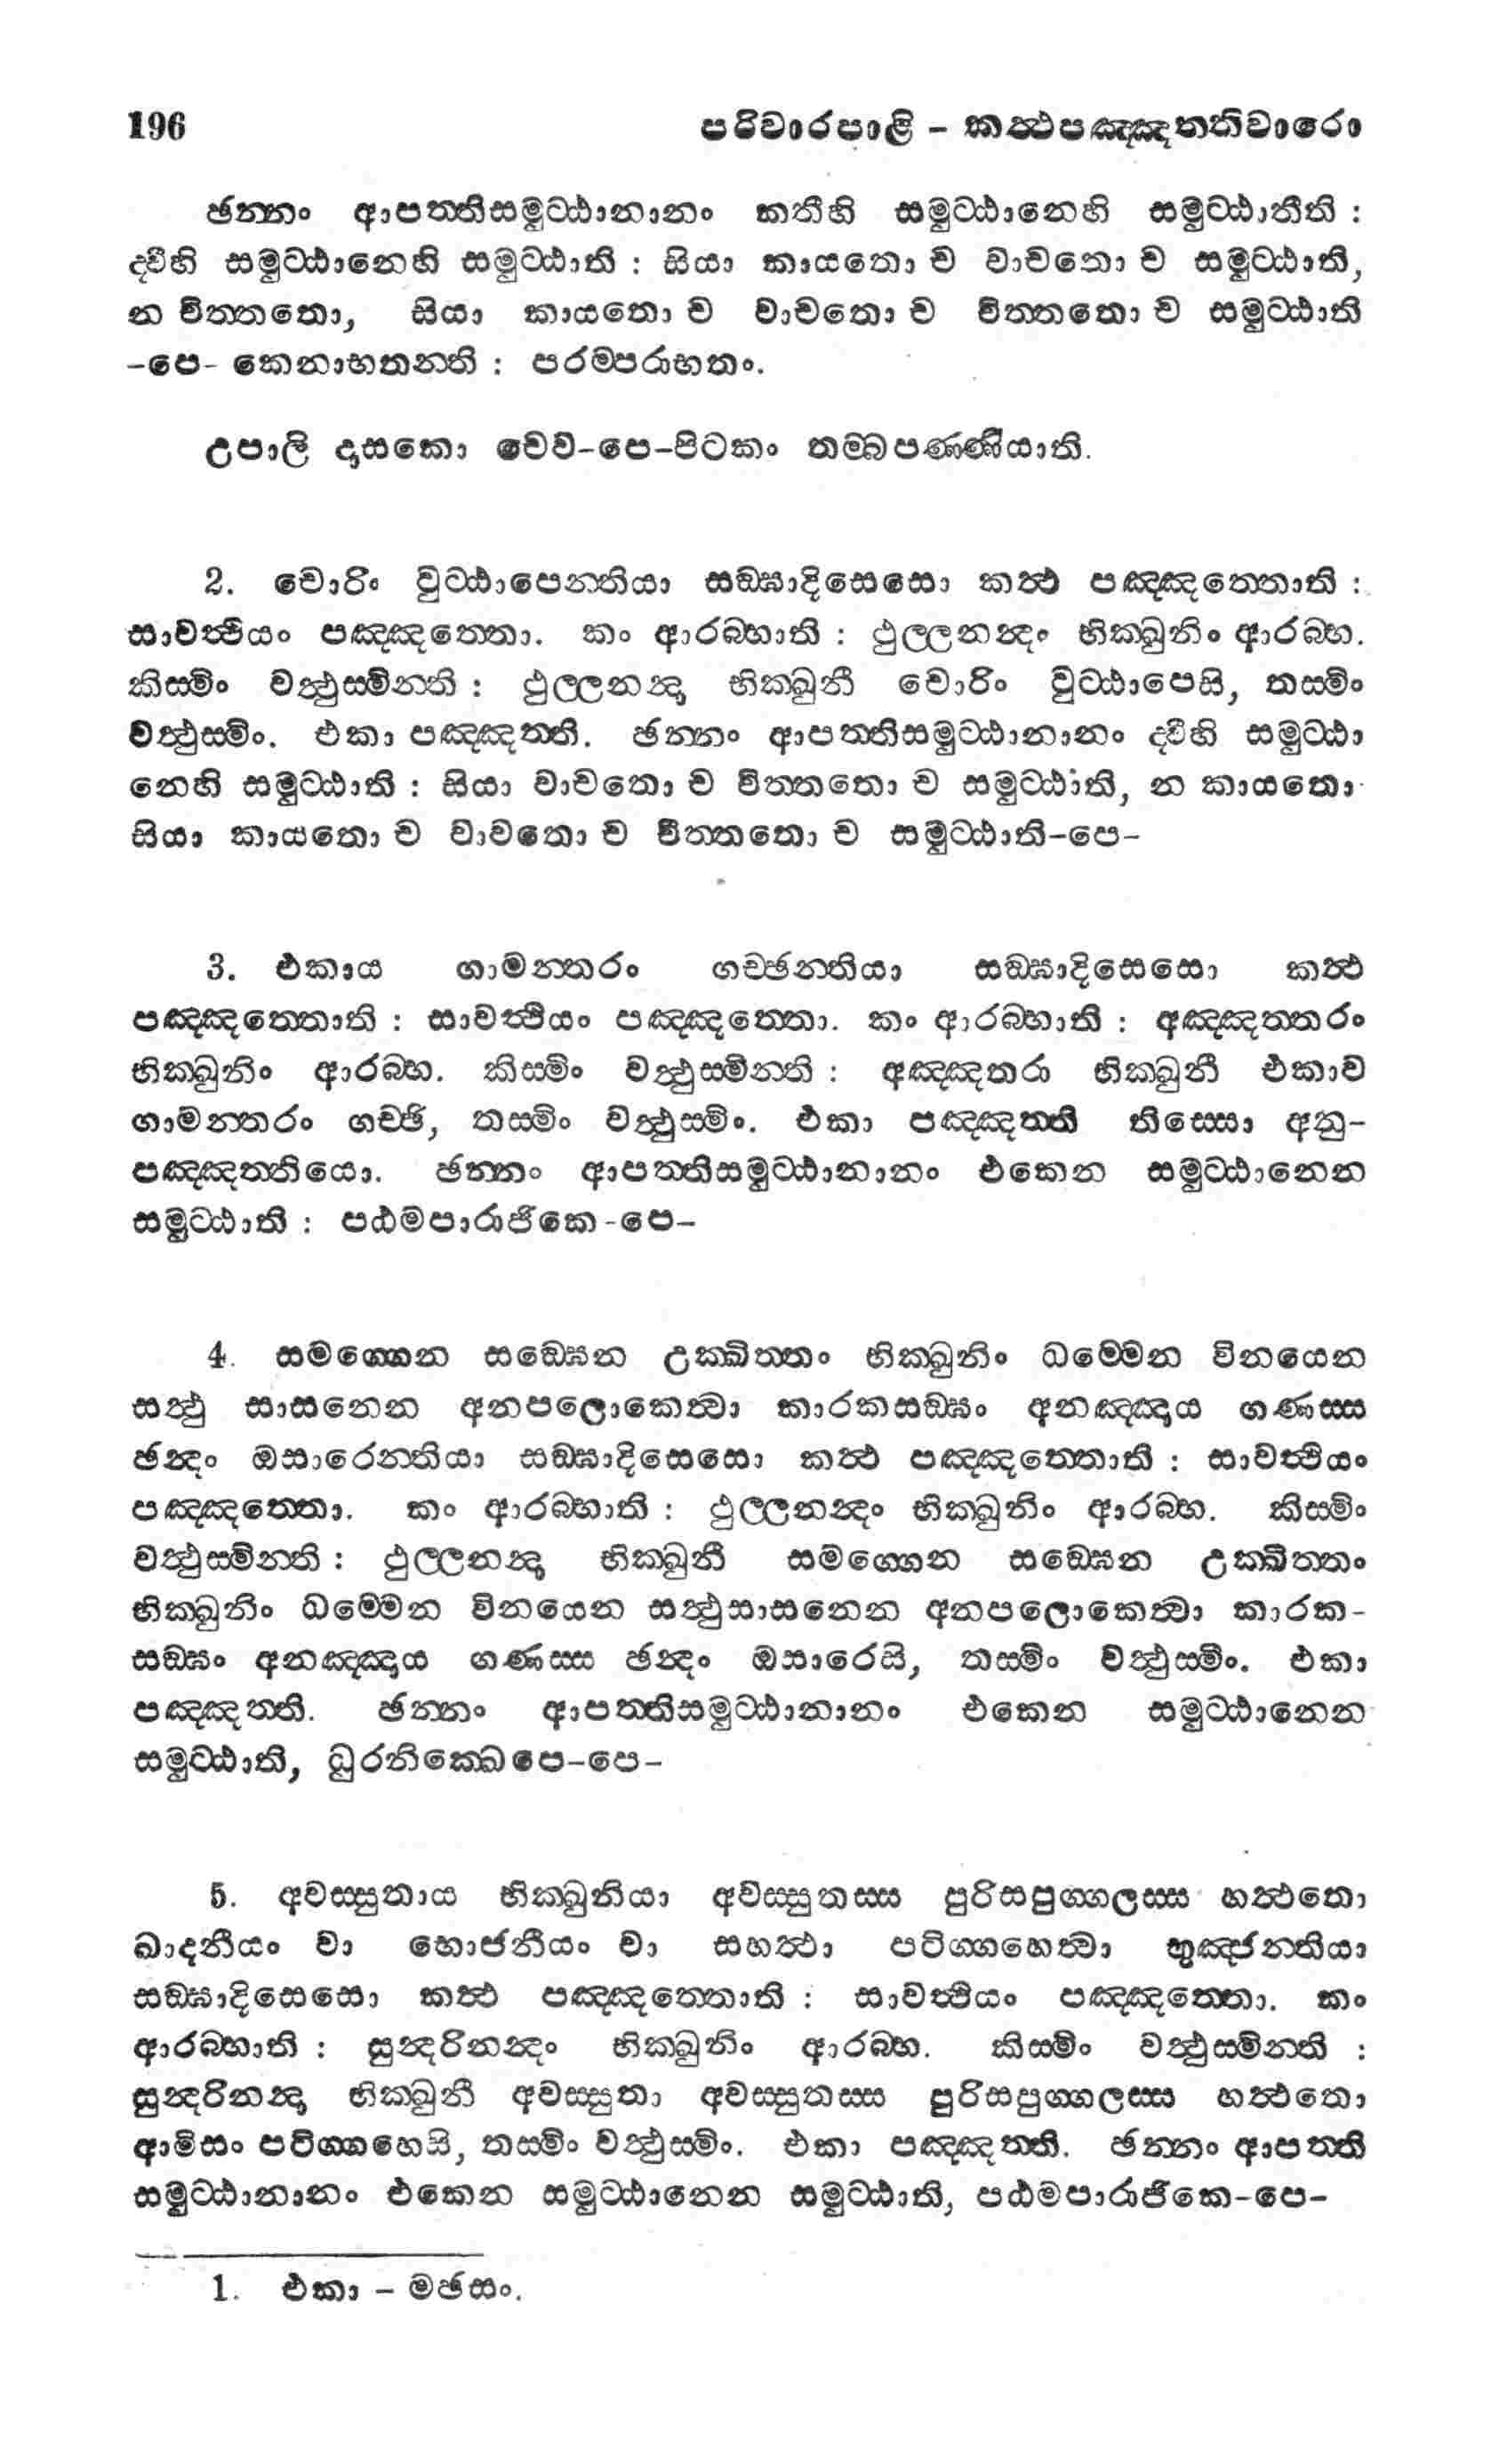 196 පරිවාරපාළි – කත්ථපඤ්ඤත්තිවාරො
ඡන්නං ආපත්තිසමුට්ඨානානං කතීහි සමුට්ඨානෙහි සමුට්ඨාතීති :
ද්වීහි සමුට්ඨානෙහි සමුට්ඨාති : සියා කායතො ච වාචතො ච සමුට්ඨාති,
න චිත්තතො, සියා කායතො ච වාචතො ච චිත්තතො ච සමුට්ඨාති
–පෙ– කෙනාභතන්ති : පරම්පරාභතං.
උපාලි දාසකො චෙව–පෙ–පිටකං තම්බපණ්ණියාති.
2. චොරිං වුට්ඨාපෙන්තියා සඞ්ඝාදිසෙසො කත්ථ පඤ්ඤත්තොති :
සාවත්ථියං පඤ්ඤත්තො. කං ආරබ්භාති : ථුල්ලනන්දං භික්ඛුනිං ආරබ්භ.
කිස්මිං වත්ථුස්මින්ති : ථුල්ලනන්දා භික්ඛුනී චොරිං වුට්ඨාපෙසි, තස්මිං
වත්ථුස්මිං. එකා පඤ්ඤත්ති. ඡන්නං ආපත්තිසමුට්ඨානානං ද්වීහි සමුට්ඨා
නෙහි සමුට්ඨාති : සියා වාචතො ච චිත්තතො ච සමුට්ඨාති, න කායතො
සියා කායතො ච වාචතො ච චිත්තතො ච සමුට්ඨාති–පෙ–
3. එකාය ගාමන්තරං ගච්ඡන්තියා සඞ්ඝාදිසෙසො කත්ථ
පඤ්ඤත්තොති : සාවත්ථියං පඤ්ඤත්තො. කං ආරබ්භාති : අඤ්ඤත්තරං
භික්ඛුනිං ආරබ්භ. කිස්මිං වත්ථුස්මින්ති : අඤ්ඤතරා භික්ඛුනී එකාව
ගාමන්තරං ගච්ඡි, තස්මිං වත්ථුස්මිං. එකා පඤ්ඤත්ති තිස්සො අනු–
පඤ්ඤත්තියො. ඡන්නං ආපත්තිසමුට්ඨානානං එකෙන සමුට්ඨානෙන
සමුට්ඨාති : පඨමපාරාජිකෙ–පෙ–
4. සමග්ගෙන සඞ්ඝෙන උක්ඛිත්තං භික්ඛුනිං ධම්මෙන විනයෙන
සත්ථු සාසනෙන අනපලොකෙත්වා කාරකසඞ්ඝං අනඤ්ඤාය ගණස්ස
ඡන්දං ඔසාරෙන්තියා සඞ්ඝාදිසෙසො කත්ථ පඤ්ඤත්තොති : සාවත්ථියං
පඤ්ඤත්තො. කං ආරබ්භාති : ථුල්ලනන්දං භික්ඛුනිං ආරබ්භ. කිස්මිං
වත්ථුස්මින්ති : ථුල්ලනන්දා භික්ඛුනී සමග්ගෙන සඞ්ඝෙන උක්ඛිත්තං
භික්ඛුනිං ධම්මෙන විනයෙන සත්ථුසාසනෙන අනපලොකෙත්වා කාරක–
සඞ්ඝං අනඤ්ඤාය ගණස්ස ඡන්දං ඔසාරෙසි, තස්මිං වත්ථුස්මිං. එකා
පඤ්ඤත්ති. ඡන්නං ආපත්තිසමුට්ඨානානං එකෙන සමුට්ඨානෙන
සමුට්ඨාති, ධුරනික්ඛෙපෙ–පෙ–
5. අවස්සුතාය භික්ඛුනියා අවස්සුතස්ස පුරිසපුග්ගලස්ස හත්ථතො
ඛාදනීයං වා භොජනීයං වා සහත්ථා පටිග්ගහෙත්වා භුඤ්ජන්තියා
සඞ්ඝාදිසෙසො කත්ථ පඤ්ඤත්තොති : සාවත්ථියං පඤ්ඤත්තො. කං
ආරබ්භාති : සුන්දරිනන්දං භික්ඛුනිං ආරබ්භ. කිස්මිං වත්ථුස්මින්ති :
සුන්දරිනන්දා භික්ඛුනී අවස්සුතා අවස්සුතස්ස පුරිසපුග්ගලස්ස හත්ථතො
ආමිසං පටිග්ගහෙසි, තස්මිං වත්ථුස්මිං. එකා පඤ්ඤත්ති. ඡන්නං ආපත්ති
සමුට්ඨානානං එකෙන සමුට්ඨානෙන සමුට්ඨාති, පඨමපාරාජිකෙ–පෙ–
1. එකා – මඡසං.